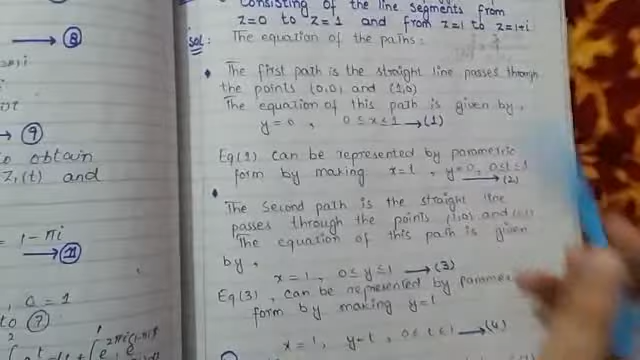 Consisting of the line segments from
z=0 to z=1 and from z=1 to z=1+i
Sol: The equation of the paths:
• The first path is the straight line passes through
the points (0,0) and (1,0)
The equation of this path is given by,
y=0, 0≤x≤1 → (1)
Eq(1) can be represented by parametric
form by making x=t, y=0, 0≤t≤1
→ (2)
• The second path is the straight line
passes through the points (1,0) and
The equation of this path is given
by,
x=1, 0≤y≤1 → (3)
Eq(3), can be represented by
form by making y=t
x=1, y=t, 0≤t≤1 → (4)
→ (8)
→ (9)
to obtain
Z1(t) and
= 1-πi
→ (11)
, 0=1
to (7)